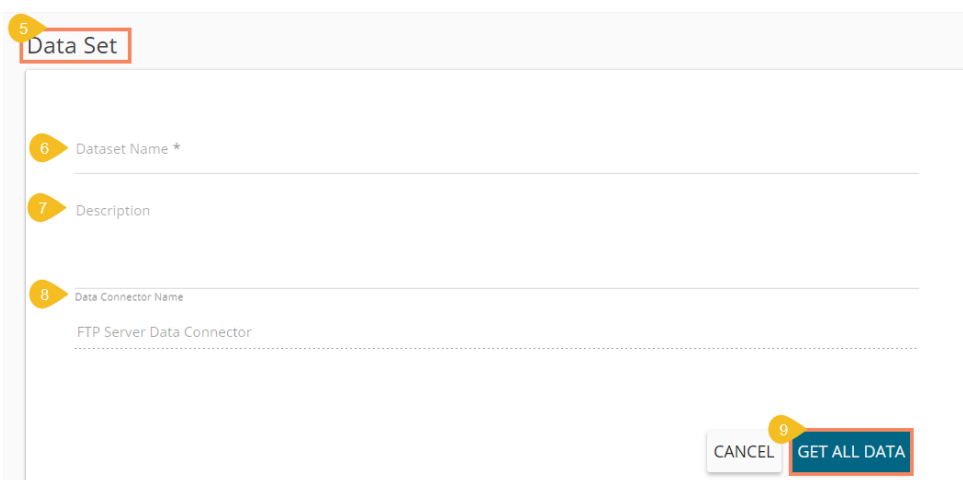 5
Data Set
6 Dataset Name *
7 Description
8 Data Connector Name
FTP Server Data Connector
9
CANCEL GET ALL DATA